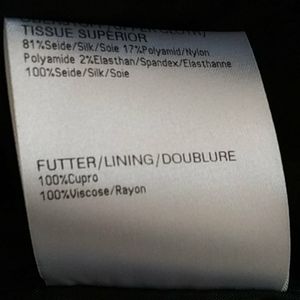 TISSUE SUPERIOR
81%Seide/Silk/Soie 17%Polyamid/Nylon
Polyamide 2%Elasthan/Spandex/Elasthanne
100%Seide/Silk/Soie
FUTTER/LINING/DOUBLURE
100%Cupro
100%Viscose/Rayon